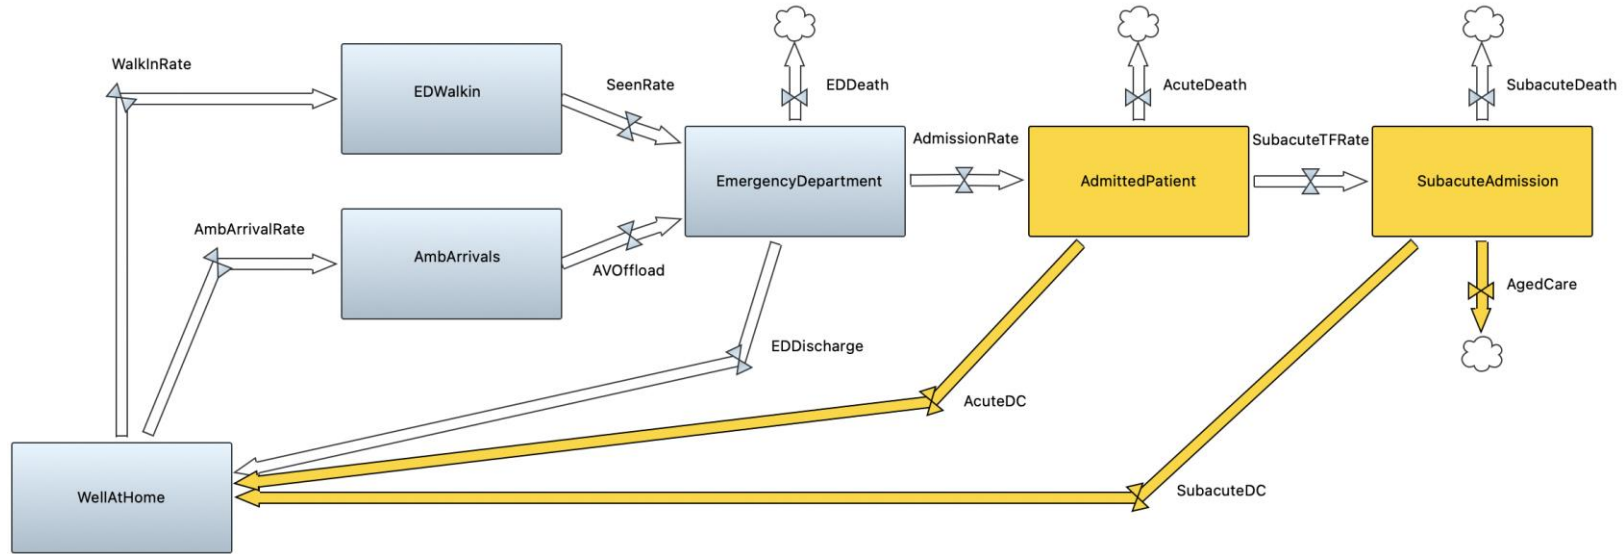 WalkInRate
EDWalkin
SeenRate
EDDeath
AcuteDeath
SubacuteDeath
AdmissionRate
SubacuteTFRate
EmergencyDepartment
AdmittedPatient
SubacuteAdmission
AmbArrivalRate
AmbArrivals
AVOffload
AgedCare
EDDischarge
AcuteDC
SubacuteDC
WellAtHome